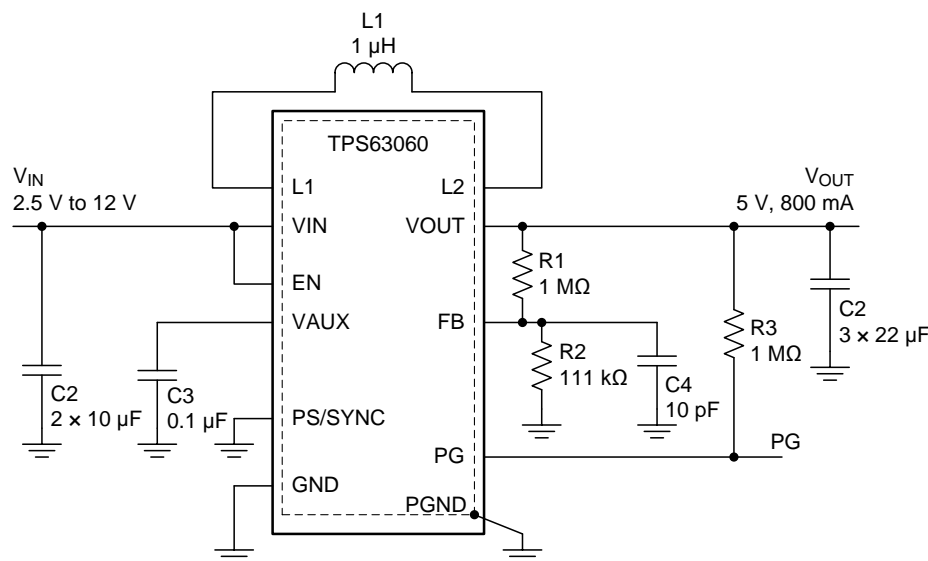 L1
1 µH
TPS63060
V_IN
2.5 V to 12 V
L1
L2
V_OUT
5 V, 800 mA
VIN
VOUT
R1
1 MΩ
EN
VAUX
FB
C2
3 × 22 µF
R3
1 MΩ
R2
111 kΩ
C2
2 × 10 µF
C3
0.1 µF
C4
10 pF
PS/SYNC
PG
PG
GND
PGND